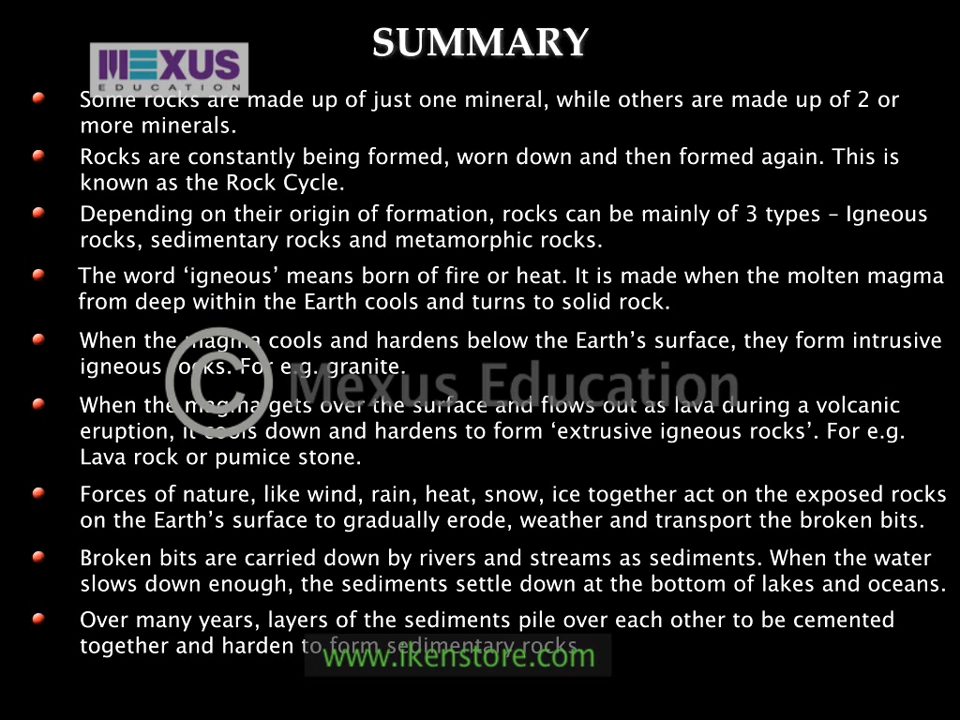 SUMMARY
MEXUS
EDUCATION
Some rocks are made up of just one mineral, while others are made up of 2 or
more minerals.
Rocks are constantly being formed, worn down and then formed again. This is
known as the Rock Cycle.
Depending on their origin of formation, rocks can be mainly of 3 types – Igneous
rocks, sedimentary rocks and metamorphic rocks.
The word ‘igneous’ means born of fire or heat. It is made when the molten magma
from deep within the Earth cools and turns to solid rock.
When the magma cools and hardens below the Earth’s surface, they form intrusive
igneous rocks. For e.g. granite.
© Mexus Education
When the magma gets over the surface and flows out as lava during a volcanic
eruption, it cools down and hardens to form ‘extrusive igneous rocks’. For e.g.
Lava rock or pumice stone.
Forces of nature, like wind, rain, heat, snow, ice together act on the exposed rocks
on the Earth’s surface to gradually erode, weather and transport the broken bits.
Broken bits are carried down by rivers and streams as sediments. When the water
slows down enough, the sediments settle down at the bottom of lakes and oceans.
Over many years, layers of the sediments pile over each other to be cemented
together and harden to form sedimentary rocks.
www.ikenstore.com